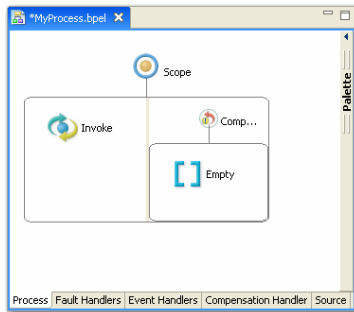 *MyProcess.bpel
Scope
Invoke
Comp...
Empty
Palette
Process Fault Handlers Event Handlers Compensation Handler Source